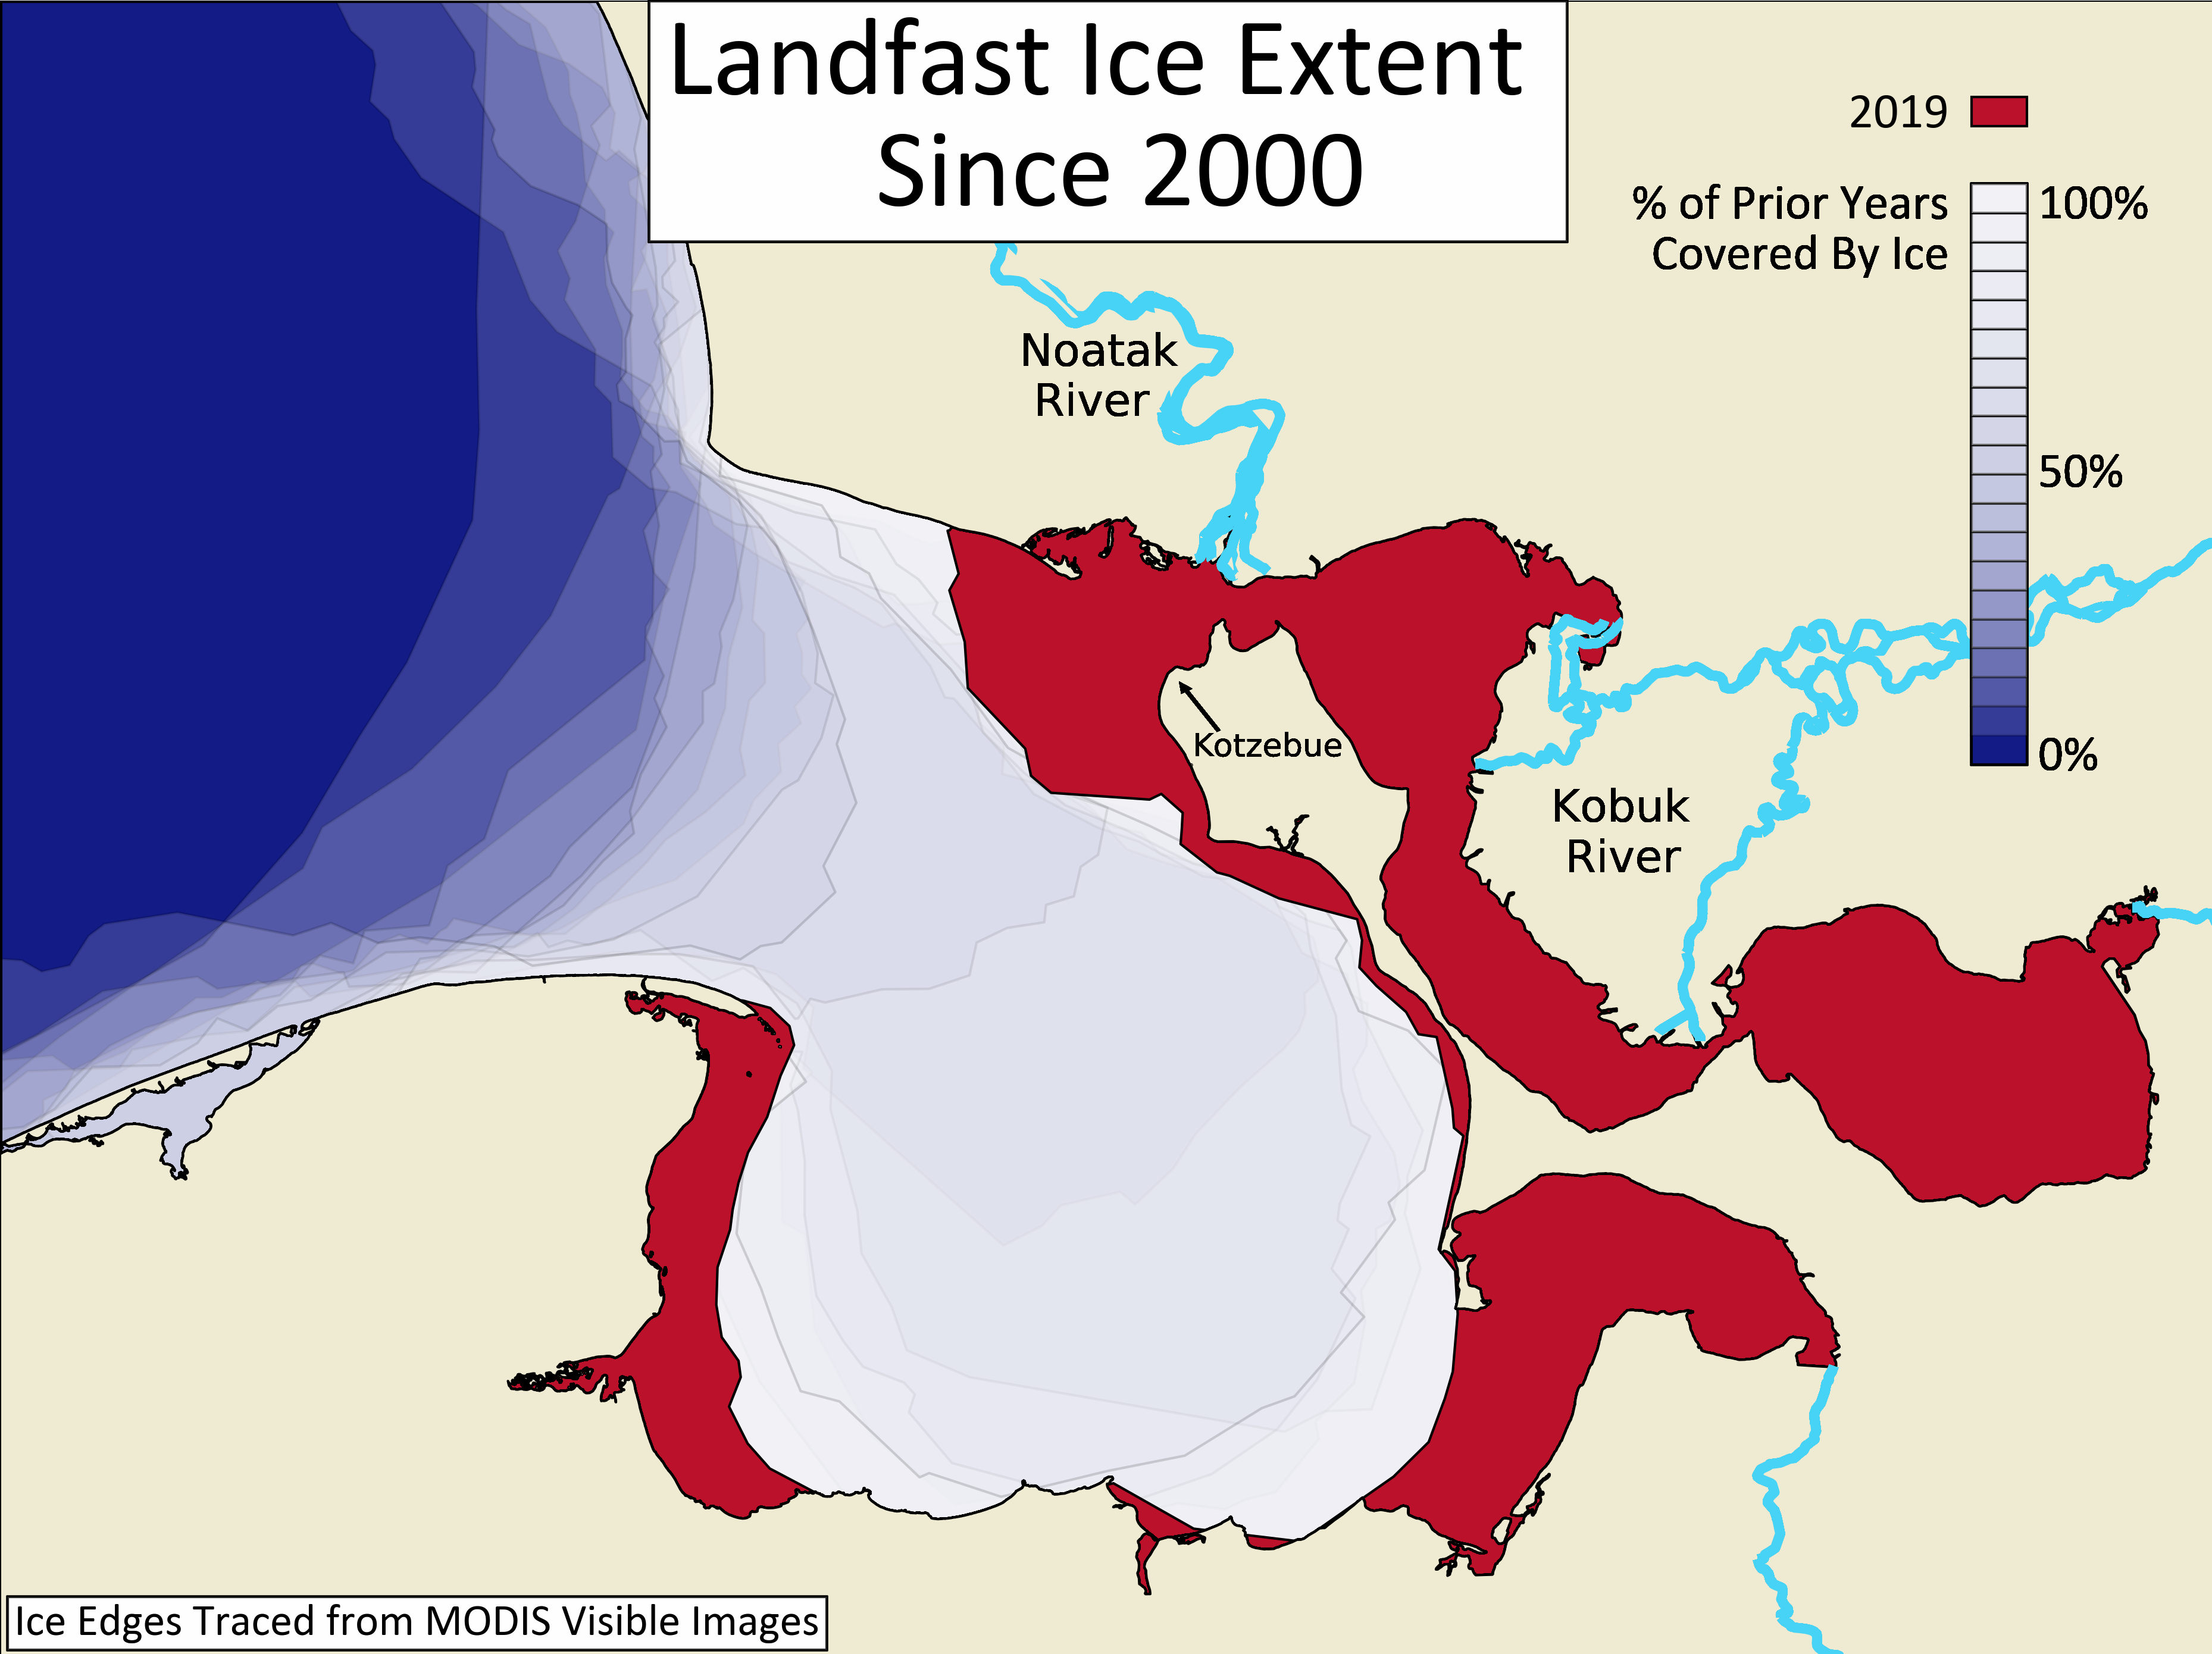 Landfast Ice Extent
Since 2000
2019
% of Prior Years
Covered By Ice
100%
50%
0%
Noatak
River
Kotzebue
Kobuk
River
Ice Edges Traced from MODIS Visible Images